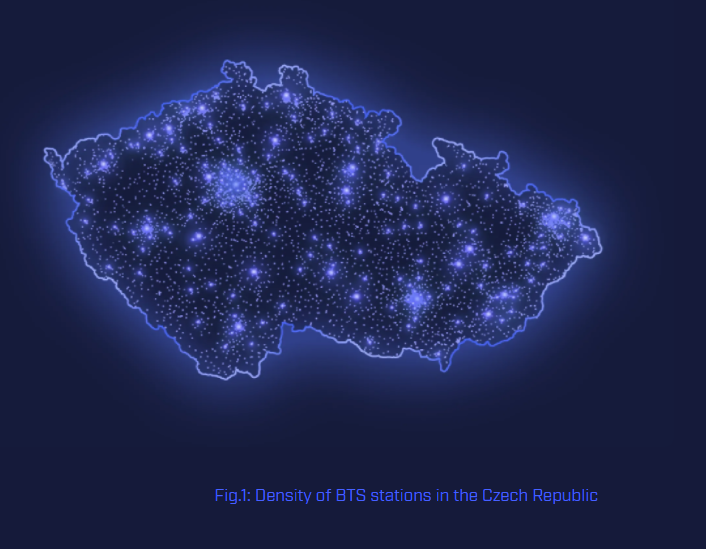 Fig.1: Density of BTS stations in the Czech Republic